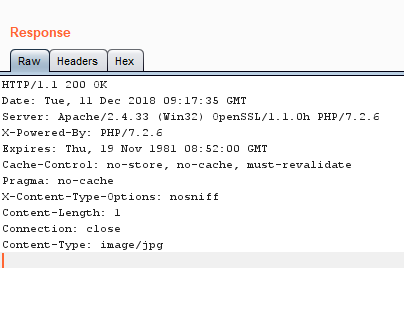 Response
Raw Headers Hex
HTTP/1.1 200 OK
Date: Tue, 11 Dec 2018 09:17:35 GMT
Server: Apache/2.4.33 (Win32) OpenSSL/1.1.0h PHP/7.2.6
X-Powered-By: PHP/7.2.6
Expires: Thu, 19 Nov 1981 08:52:00 GMT
Cache-Control: no-store, no-cache, must-revalidate
Pragma: no-cache
X-Content-Type-Options: nosniff
Content-Length: 1
Connection: close
Content-Type: image/jpg